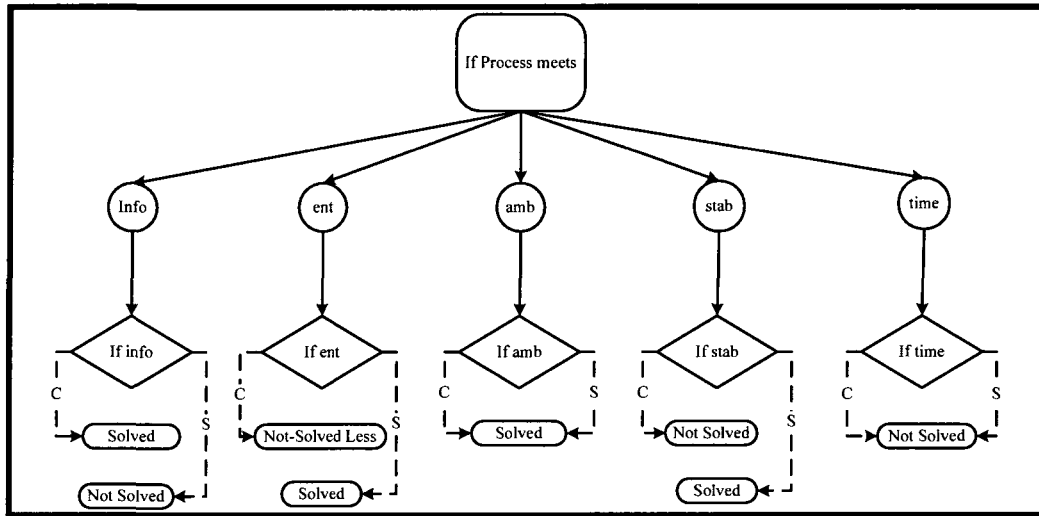 If Process meets
Info
ent
amb
stab
time
If info
If ent
If amb
If stab
If time
C
S
C
S
C
S
C
S
C
S
Solved
Not-Solved Less
Solved
Not Solved
Not Solved
Not Solved
Solved
Solved